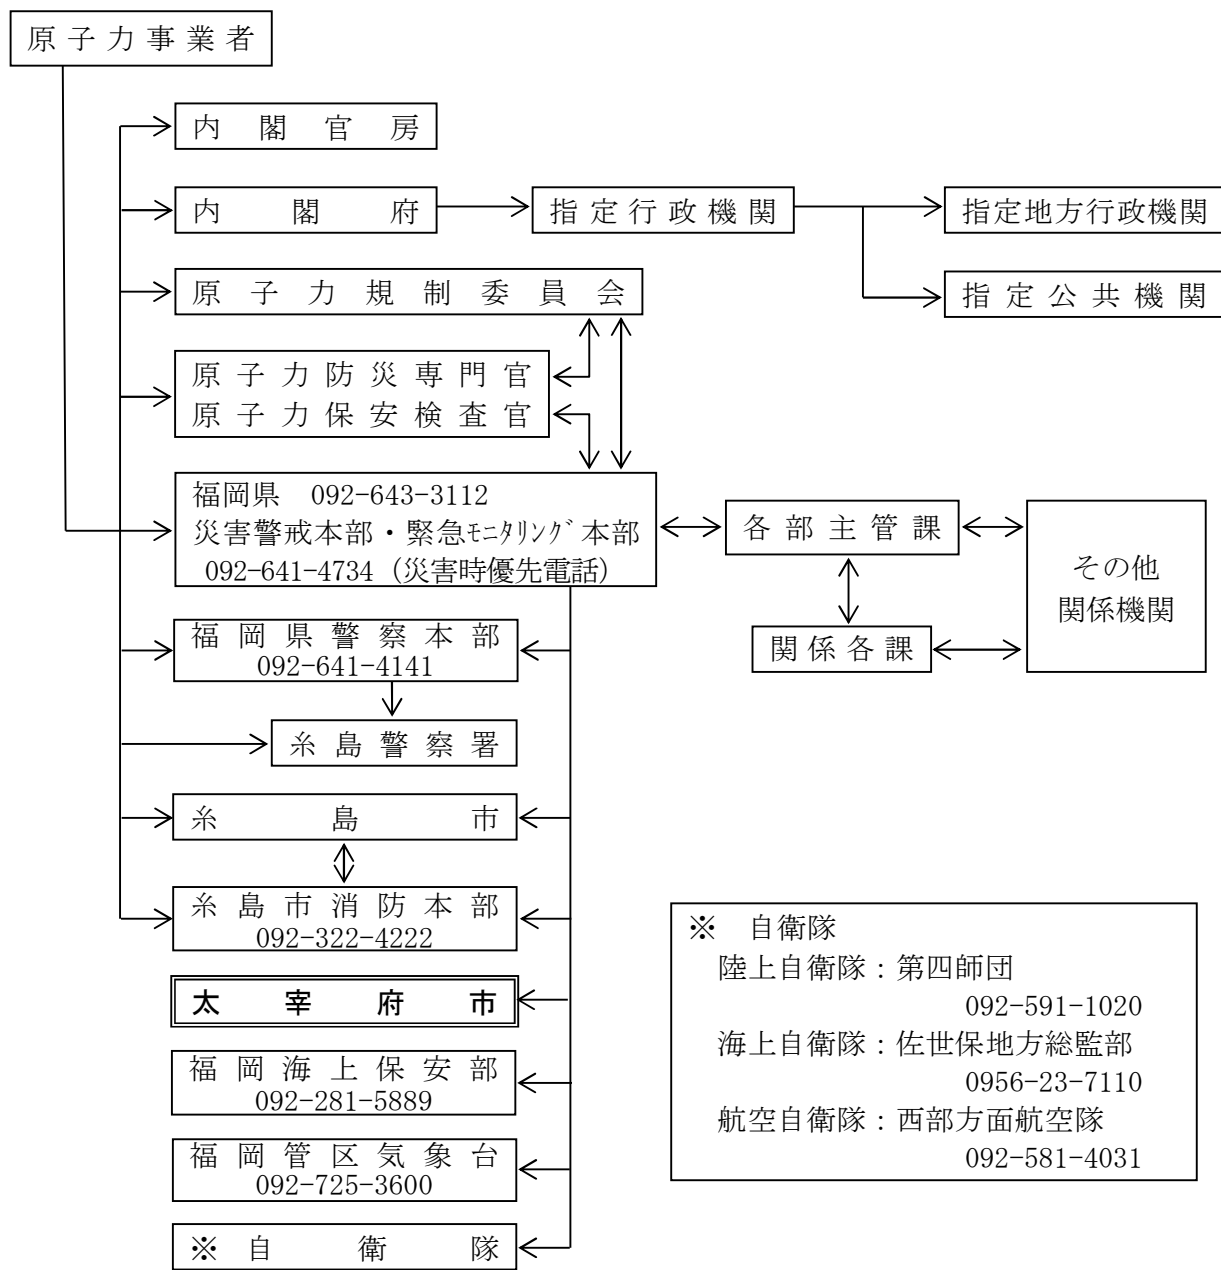 原子力事業者
内閣官房
内閣府
指定行政機関
指定地方行政機関
原子力規制委員会
指定公共機関
原子力防災専門官
原子力保安検査官
福岡県 092-643-3112
災害警戒本部・緊急ﾓﾆﾀﾘﾝｸﾞ本部
092-641-4734（災害時優先電話）
各部主管課
その他
関係機関
関係各課
福岡県警察本部
092-641-4141
糸島警察署
糸島市
糸島市消防本部
092-322-4222
太宰府市
福岡海上保安部
092-281-5889
福岡管区気象台
092-725-3600
※自衛隊
※ 自衛隊
陸上自衛隊：第四師団
092-591-1020
海上自衛隊：佐世保地方総監部
0956-23-7110
航空自衛隊：西部方面航空隊
092-581-4031